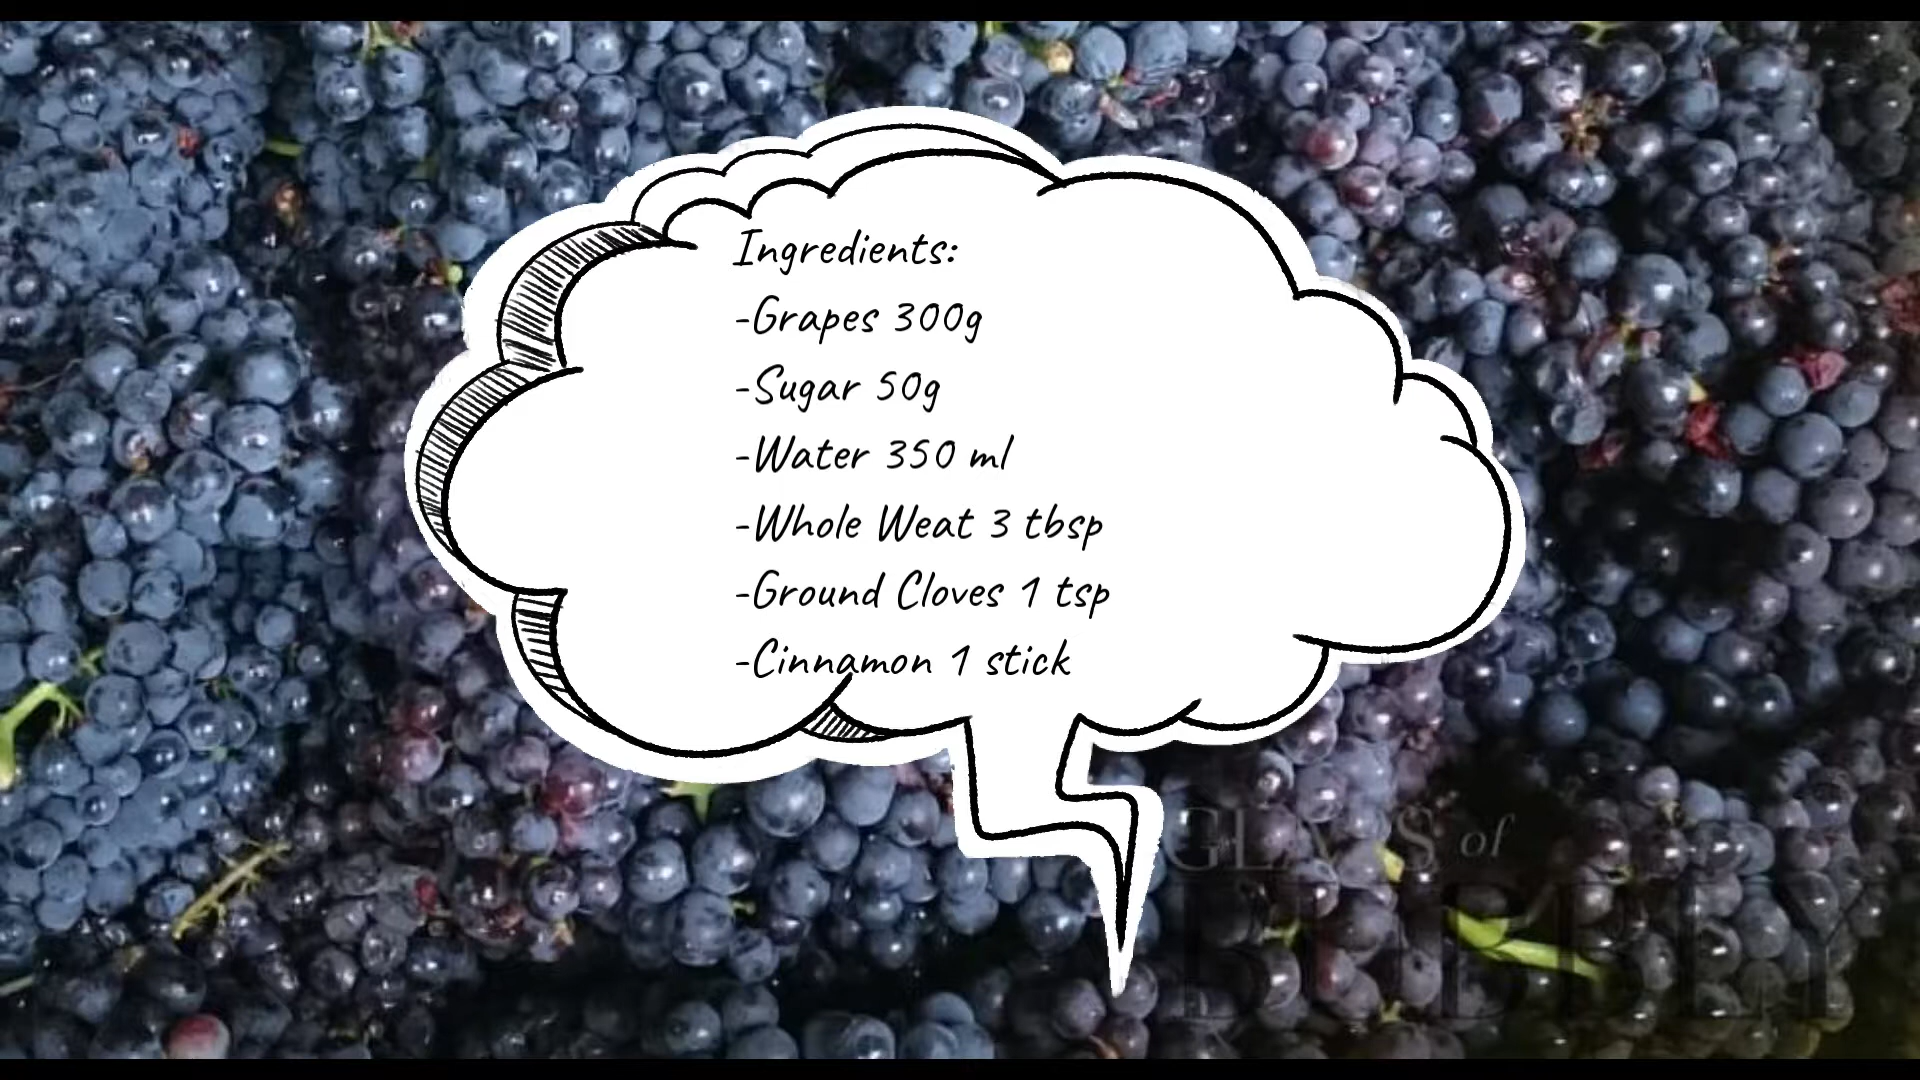 Ingredients:
-Grapes 300g
-Sugar 50g
-Water 350 ml
-Whole Weat 3 tbsp
-Ground Cloves 1 tsp
-Cinnamon 1 stick
of